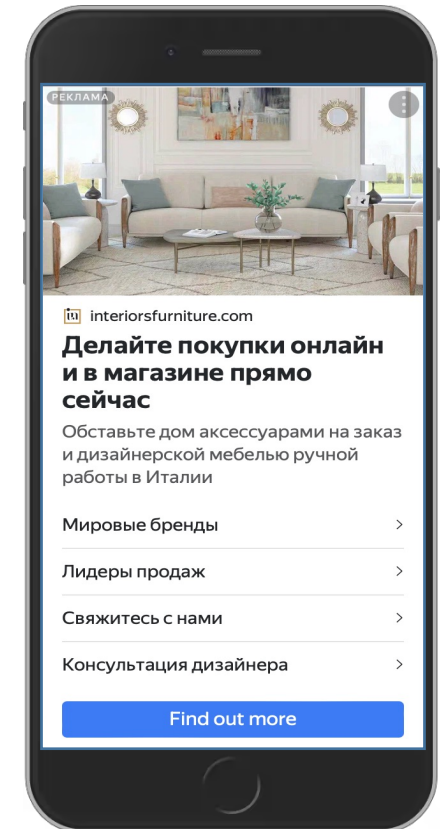 РЕКЛАМА
interiorsfurniture.com
Делайте покупки онлайн
и в магазине прямо
сейчас
Обставьте дом аксессуарами на заказ
и дизайнерской мебелью ручной
работы в Италии
Мировые бренды
Лидеры продаж
Свяжитесь с нами
Консультация дизайнера
Find out more